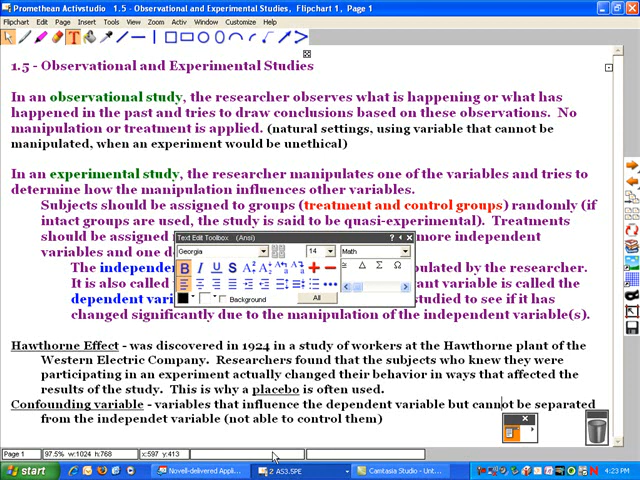 Promethean Activstudio 1.5 - Observational and Experimental Studies, Flipchart 1, Page 1
Flipchart Edit Page Insert Tools View Activote Window Customize Help
1.5 - Observational and Experimental Studies
In an observational study, the researcher observes what is happening or what has
happened in the past and tries to draw conclusions based on these observations. No
manipulation or treatment is applied. (natural settings, using variable that cannot be
manipulated, when an experiment would be unethical)
In an experimental study, the researcher manipulates one of the variables and tries to
determine how the manipulation influences other variables.
Subjects should be assigned to groups (treatment and control groups) randomly (if
intact groups are used, the study is said to be quasi-experimental). Treatments
should be assigned more independent
variables and one d
Text Edit Toolbox (Ansi)
Georgia 14 Math
Background All
The indepen pulated by the researcher.
It is also called ant variable is called the
dependent vari studied to see if it has
changed significantly due to the manipulation of the independent variable(s).
Hawthorne Effect - was discovered in 1924 in a study of workers at the Hawthorne plant of the
Western Electric Company. Researchers found that the subjects who knew they were
participating in an experiment actually changed their behavior in ways that affected the
results of the study. This is why a placebo is often used.
Confounding variable - variables that influence the dependent variable but cannot be separated
from the independet variable (not able to control them)
Page 1 97.5% w:1024 h:768 x:597 y:413
start Novell-delivered Appl... 2 AS3.SPE Camtasia Studio - Unt... 4:23 PM